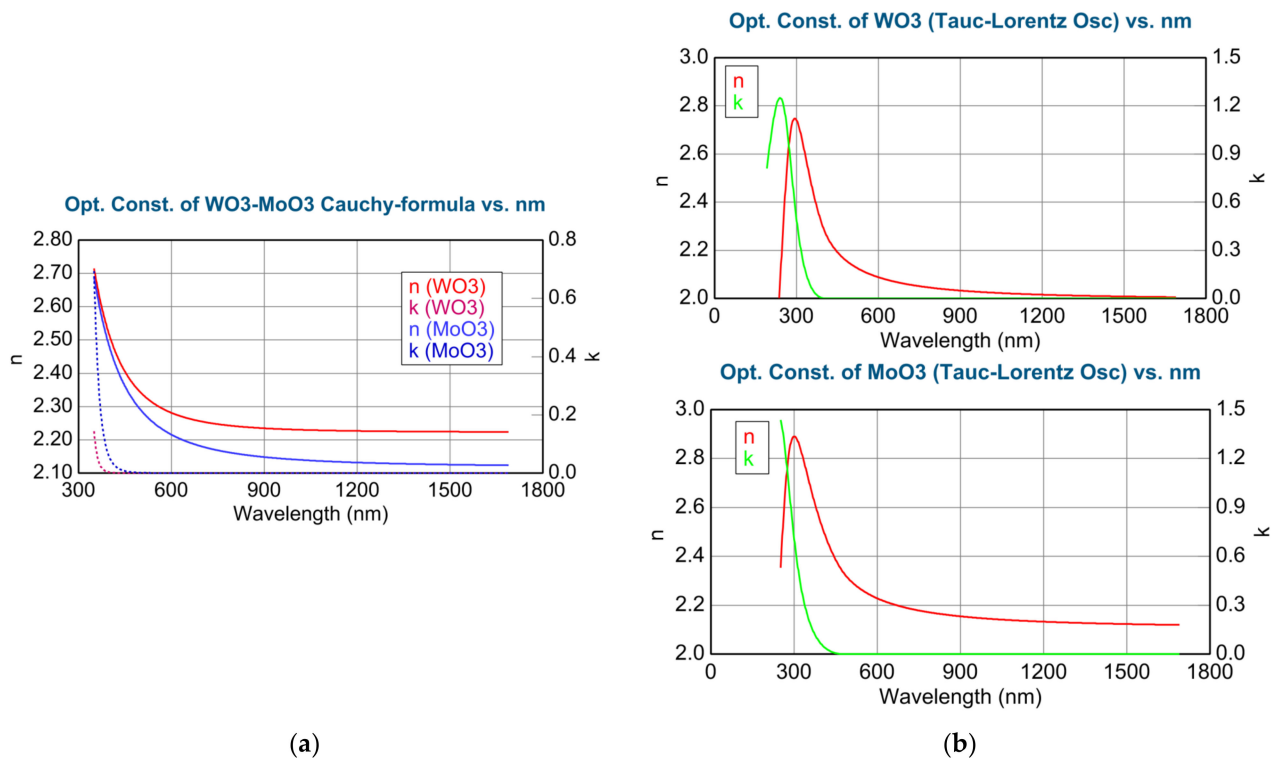 Opt. Const. of WO3-MoO3 Cauchy-formula vs. nm
2.80
2.70
2.60
2.50
2.40
2.30
2.20
2.10
n
0.8
0.6
0.4
0.2
0.0
k
n (WO3)
k (WO3)
n (MoO3)
k (MoO3)
300 600 900 1200 1500 1800
Wavelength (nm)
(a)
Opt. Const. of WO3 (Tauc-Lorentz Osc) vs. nm
3.0
2.8
2.6
2.4
2.2
2.0
n
1.5
1.2
0.9
0.6
0.3
0.0
k
n
k
0 300 600 900 1200 1500 1800
Wavelength (nm)
Opt. Const. of MoO3 (Tauc-Lorentz Osc) vs. nm
3.0
2.8
2.6
2.4
2.2
2.0
n
1.5
1.2
0.9
0.6
0.3
0.0
k
n
k
0 300 600 900 1200 1500 1800
Wavelength (nm)
(b)